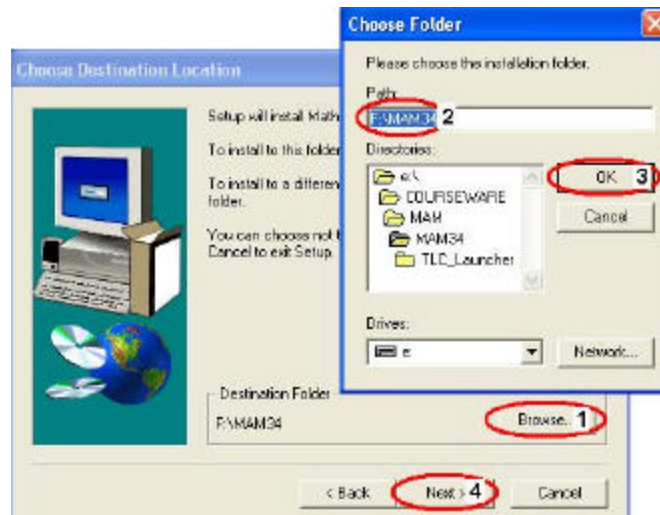 Choose Destination Location
Setup will install Math
To install to this folder
To install to a differen
folder.
You can choose not t
Cancel to exit Setup.
Destination Folder
F:\MAM34
Browse.. 1
< Back
Next > 4
Cancel
Choose Folder
Please choose the installation folder.
Path:
F:\MAM34 2
Directories:
e:\
COURSEWARE
MAM
MAM34
TLC_Launcher
OK 3
Cancel
Drives:
e
Network...